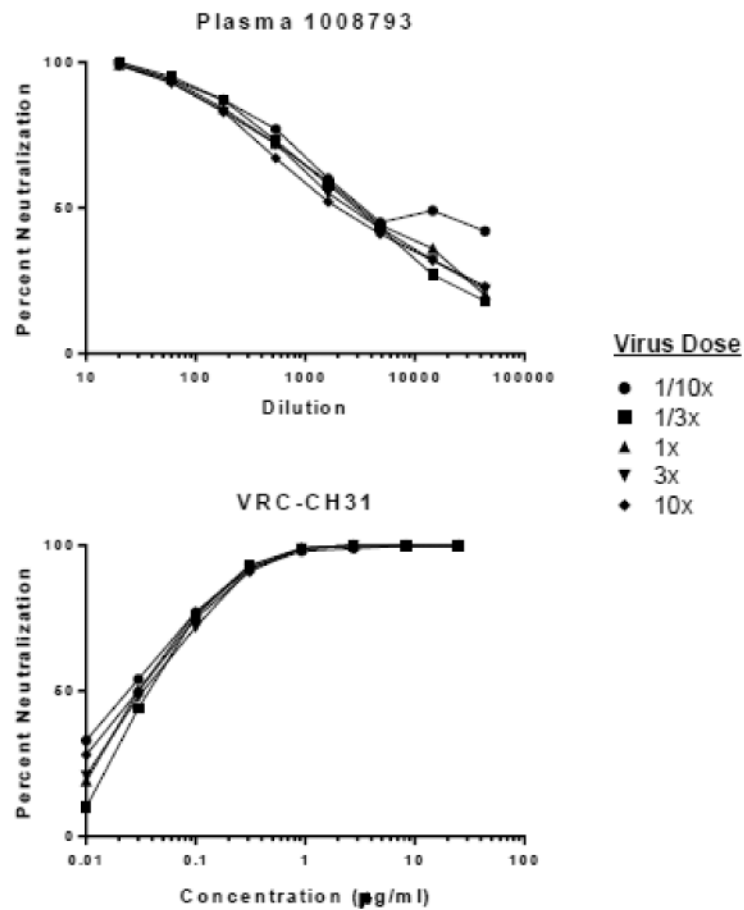 Plasma 1008793
Percent Neutralization
100
50
0
10
100
1000
10000
100000
Dilution
Virus Dose
1/10x
1/3x
1x
3x
10x
VRC-CH31
Percent Neutralization
100
50
0
0.01
0.1
1
10
100
Concentration (µg/ml)